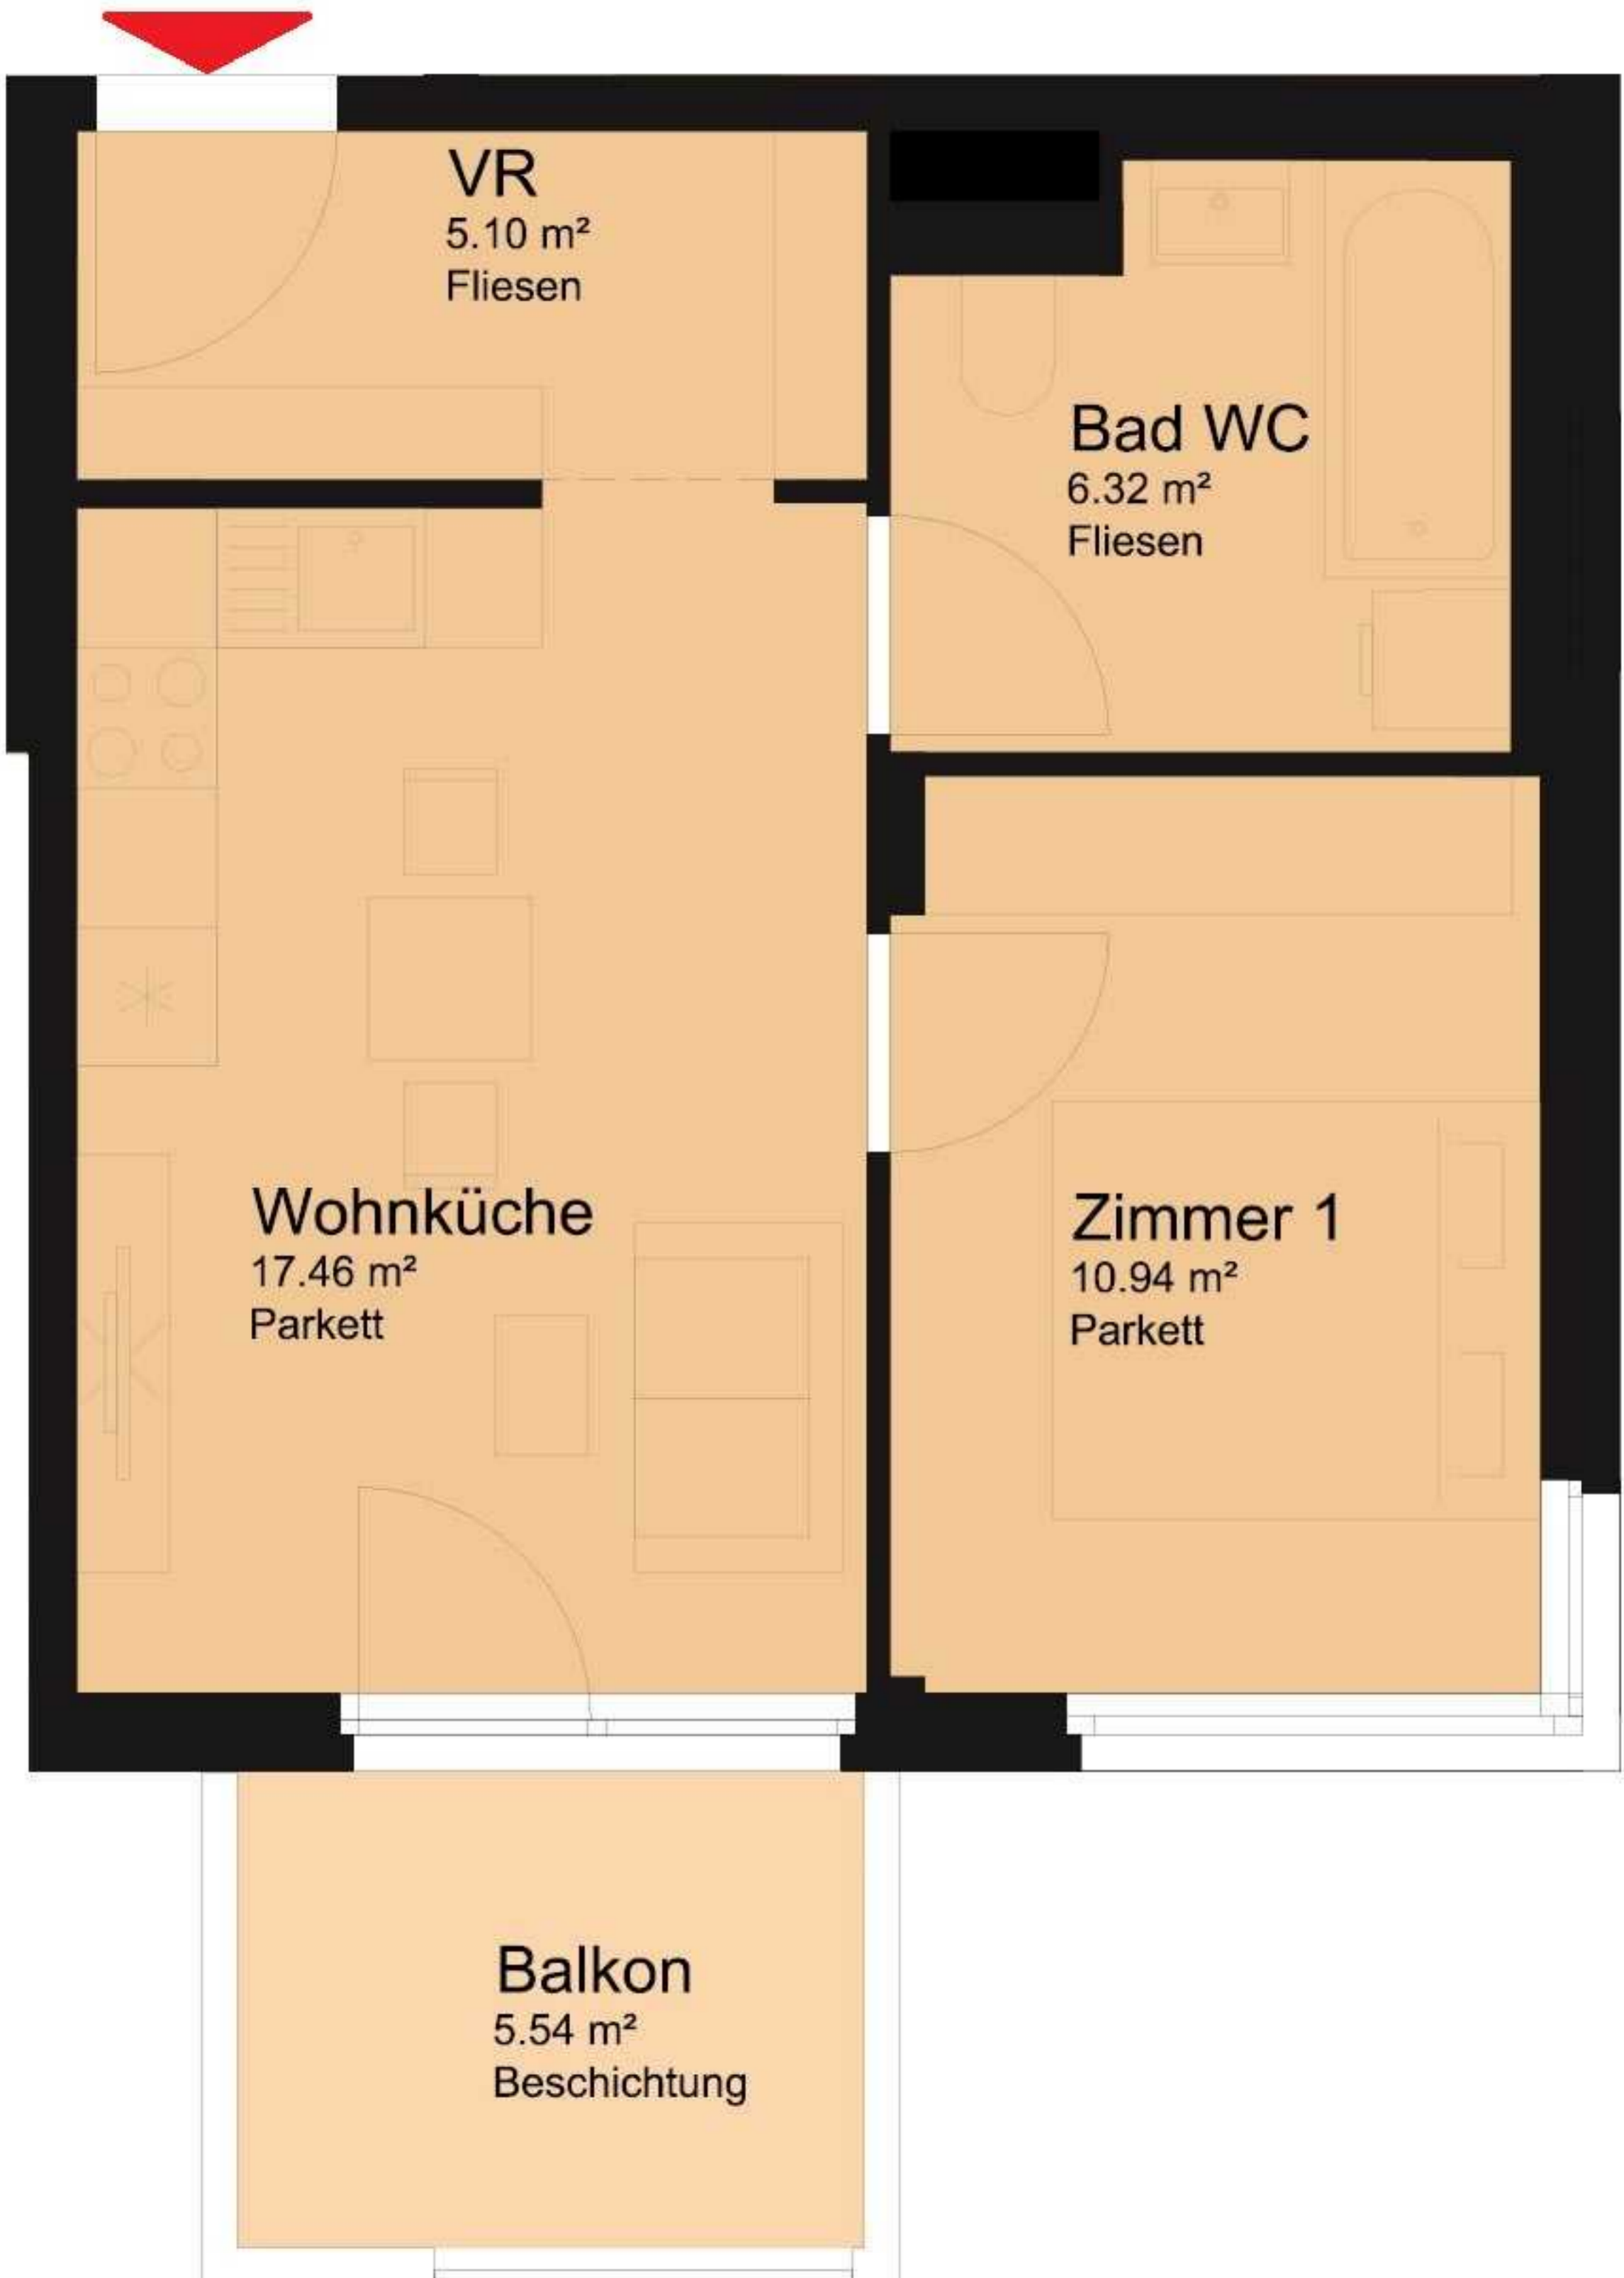 VR
5.10 m²
Fliesen
Bad WC
6.32 m²
Fliesen
Wohnküche
17.46 m²
Parkett
Zimmer 1
10.94 m²
Parkett
Balkon
5.54 m²
Beschichtung